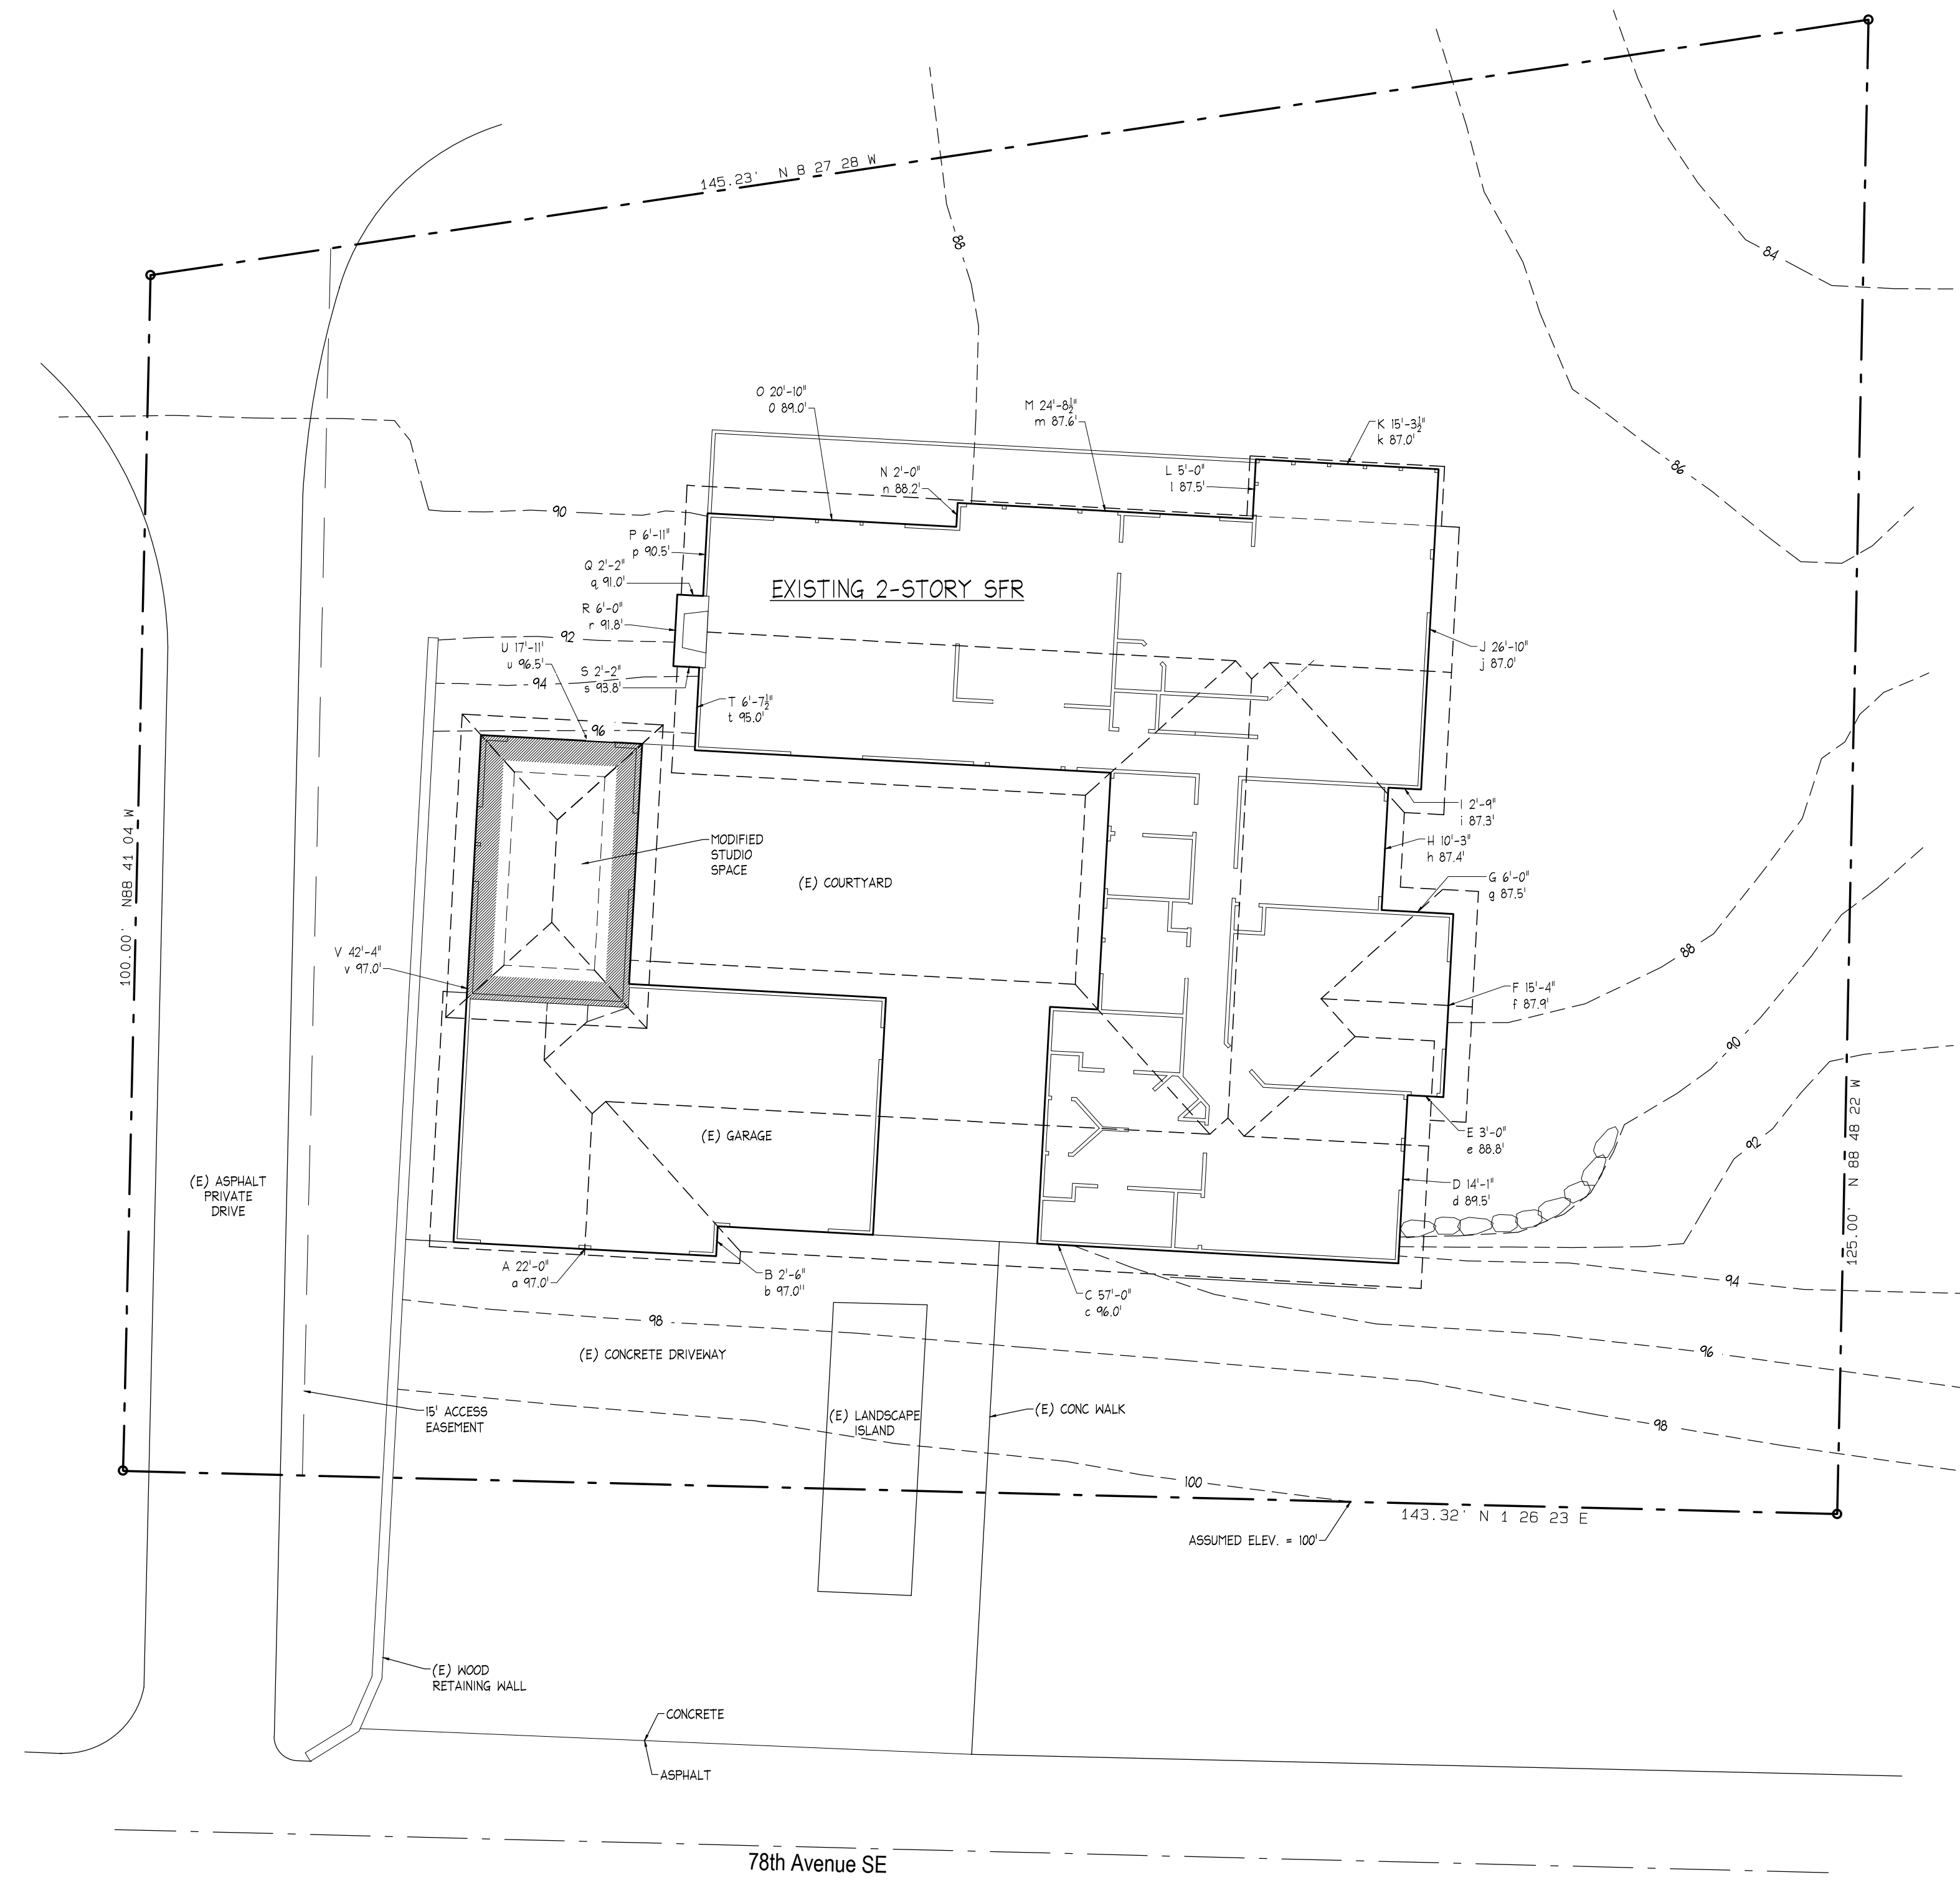 145.23' N 8 27 28 W
88
84
86
O 20'-10"
O 89.0'
M 24'-8½"
m 87.6'
K 15'-3½"
k 87.0'
N 2'-0"
n 88.2'
L 5'-0"
l 87.5'
90
P 6'-11"
p 90.5'
Q 2'-2"
q 91.0'
R 6'-0"
r 91.8'
EXISTING 2-STORY SFR
92
U 17'-11'
u 96.5'
S 2'-2"
s 93.8'
94
T 6'-7½"
t 95.0'
96
J 26'-10"
j 87.0'
I 2'-9"
i 87.3'
H 10'-3"
h 87.4'
G 6'-0"
g 87.5'
MODIFIED
STUDIO
SPACE
(E) COURTYARD
100.00' N88 41 04 W
V 42'-4"
v 97.0'
F 15'-4"
f 87.9'
88
90
92
E 3'-0"
e 88.8'
D 14'-1"
d 89.5'
(E) GARAGE
(E) ASPHALT
PRIVATE
DRIVE
125.00' N 88 48 22 W
A 22'-0"
a 97.0'
B 2'-6"
b 97.0''
C 57'-0"
c 96.0'
94
98
96
(E) CONCRETE DRIVEWAY
15' ACCESS
EASEMENT
(E) LANDSCAPE
ISLAND
(E) CONC WALK
98
100
143.32' N 1 26 23 E
ASSUMED ELEV. = 100'
(E) WOOD
RETAINING WALL
CONCRETE
ASPHALT
78th Avenue SE